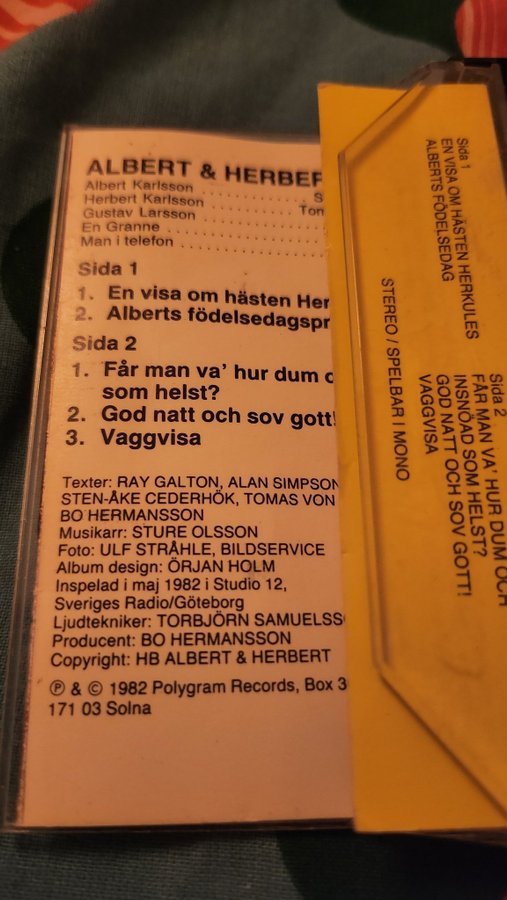 ALBERT & HERBER
Albert Karlsson .................. S
Herbert Karlsson ................ Tom
Gustav Larsson ..................
En Granne ..................
Man i telefon ..................
Sida 1
1. En visa om hästen Her
2. Alberts födelsedagspr
Sida 2
1. Får man va' hur dum o
som helst?
2. God natt och sov gott!
3. Vaggvisa
Texter: RAY GALTON, ALAN SIMPSON
STEN-ÅKE CEDERHÖK, TOMAS VON
BO HERMANSSON
Musikarr: STURE OLSSON
Foto: ULF STRÅHLE, BILDSERVICE
Album design: ÖRJAN HOLM
Inspelad i maj 1982 i Studio 12,
Sveriges Radio/Göteborg
Ljudtekniker: TORBJÖRN SAMUELSS
Producent: BO HERMANSSON
Copyright: HB ALBERT & HERBERT
℗ & © 1982 Polygram Records, Box 3
171 03 Solna
Sida 1
EN VISA OM HÄSTEN HERKULES
ALBERTS FÖDELSEDAG
STEREO / SPELBAR I MONO
Sida 2
FÅR MAN VA' HUR DUM OCH
INSNÖAD SOM HELST?
GOD NATT OCH SOV GOTT!
VAGGVISA